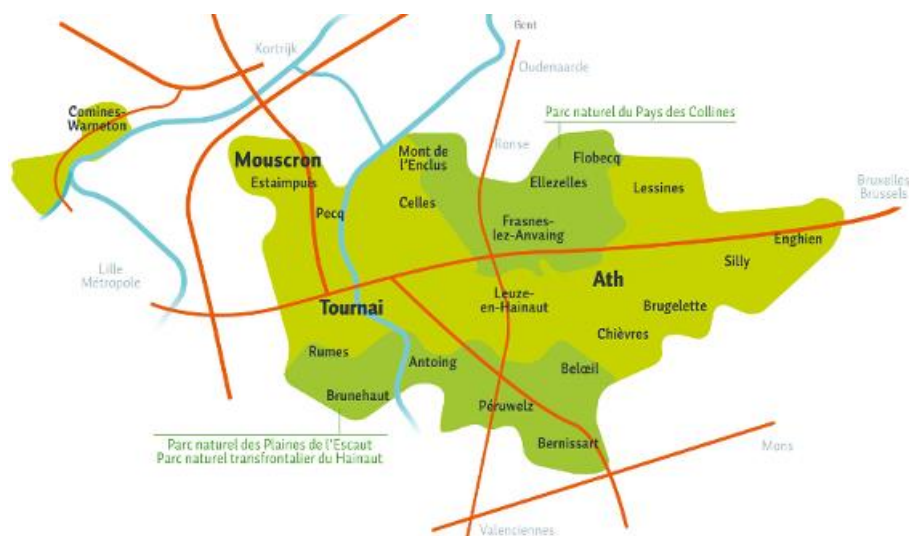 Gent
Kortrijk
Oudenaarde
Comines-
Warneton
Parc naturel du Pays des Collines
Ronse
Mont de
l'Enclus
Flobecq
Mouscron
Estaimpuis
Ellezelles
Lessines
Bruxelles
Brussels
Pecq
Celles
Frasnes-
lez-Anvaing
Enghien
Silly
Lille
Métropole
Ath
Leuze-
en-Hainaut
Tournai
Brugelette
Chièvres
Rumes
Antoing
Belœil
Brunehaut
Péruwelz
Bernissart
Parc naturel des Plaines de l'Escaut
Parc naturel transfrontalier du Hainaut
Mons
Valenciennes